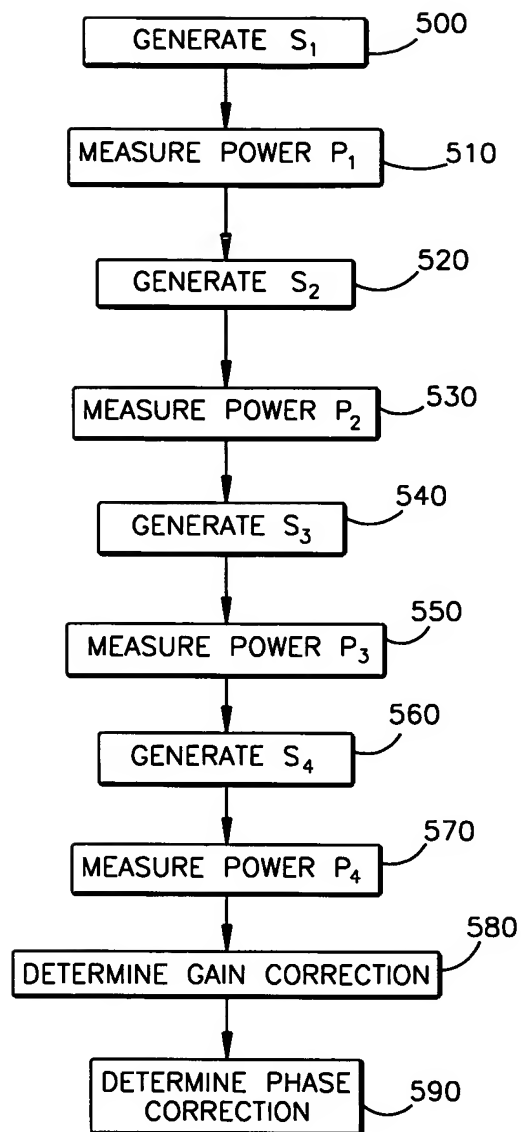 GENERATE S₁ 500
MEASURE POWER P₁ 510
GENERATE S₂ 520
MEASURE POWER P₂ 530
GENERATE S₃ 540
MEASURE POWER P₃ 550
GENERATE S₄ 560
MEASURE POWER P₄ 570
DETERMINE GAIN CORRECTION 580
DETERMINE PHASE
CORRECTION 590